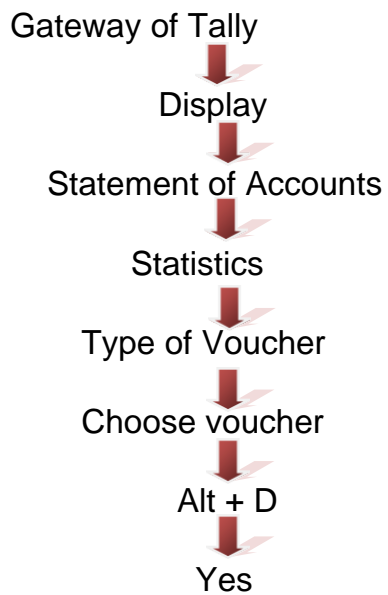 Gateway of Tally
Display
Statement of Accounts
Statistics
Type of Voucher
Choose voucher
Alt + D
Yes